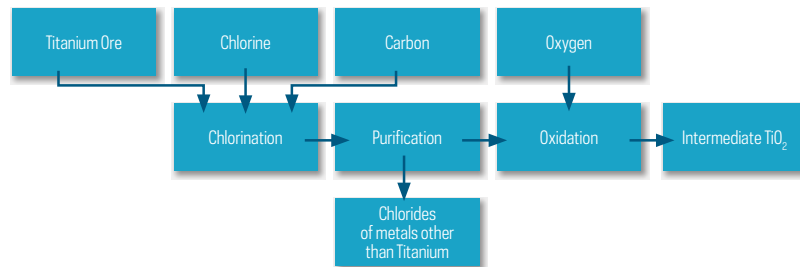 Titanium Ore
Chlorine
Carbon
Oxygen
Chlorination
Purification
Oxidation
Intermediate TiO₂
Chlorides
of metals other
than Titanium